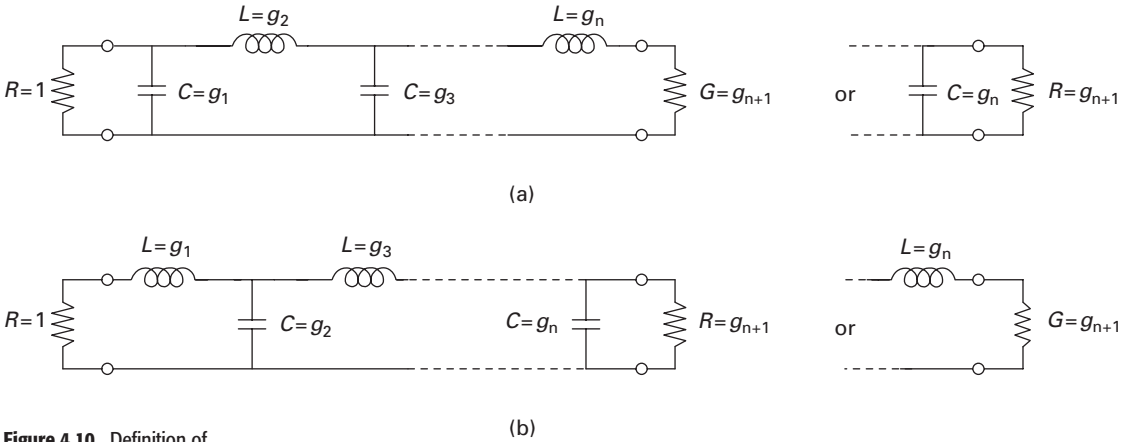 L=g₂ L=gₙ
R=1 C=g₁ C=g₃ G=gₙ₊₁ or C=gₙ R=gₙ₊₁
(a)
L=g₁ L=g₃ L=gₙ
R=1 C=g₂ C=gₙ R=gₙ₊₁ or G=gₙ₊₁
(b)
Figure 4.10 Definition of